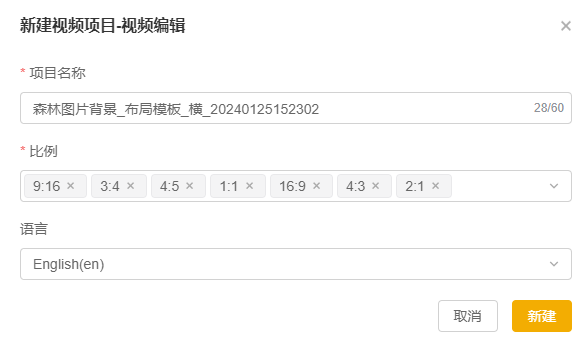 新建视频项目-视频编辑
* 项目名称
森林图片背景_布局模板_横_20240125152302 28/60
* 比例
9:16 × 3:4 × 4:5 × 1:1 × 16:9 × 4:3 × 2:1 ×
语言
English(en)
取消 新建